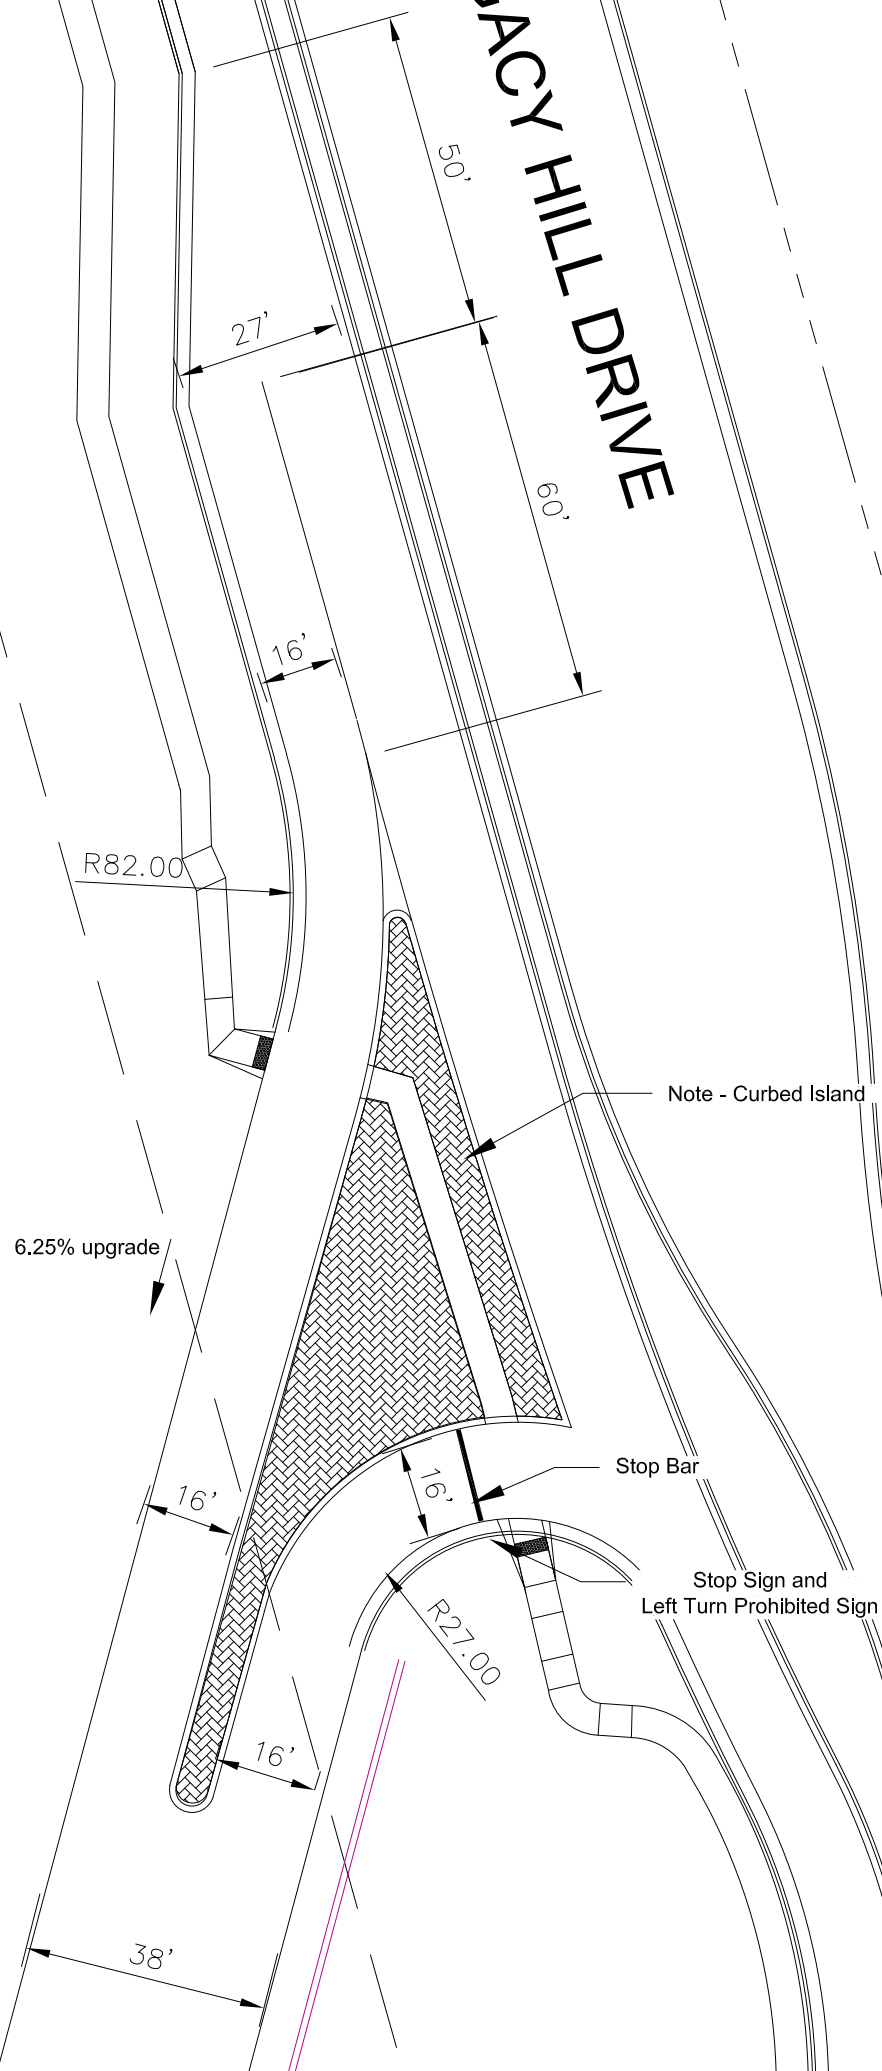 GACY HILL DRIVE
50'
27'
60'
16'
R82.00
Note - Curbed Island
6.25% upgrade
Stop Bar
16'
16'
Stop Sign and
Left Turn Prohibited Sign
R27.00
16'
38'